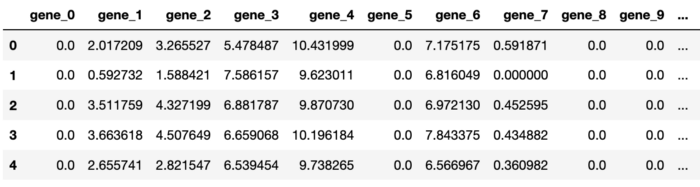 gene_0 gene_1 gene_2 gene_3 gene_4 gene_5 gene_6 gene_7 gene_8 gene_9 ...
0 0.0 2.017209 3.265527 5.478487 10.431999 0.0 7.175175 0.591871 0.0 0.0 ...
1 0.0 0.592732 1.588421 7.586157 9.623011 0.0 6.816049 0.000000 0.0 0.0 ...
2 0.0 3.511759 4.327199 6.881787 9.870730 0.0 6.972130 0.452595 0.0 0.0 ...
3 0.0 3.663618 4.507649 6.659068 10.196184 0.0 7.843375 0.434882 0.0 0.0 ...
4 0.0 2.655741 2.821547 6.539454 9.738265 0.0 6.566967 0.360982 0.0 0.0 ...